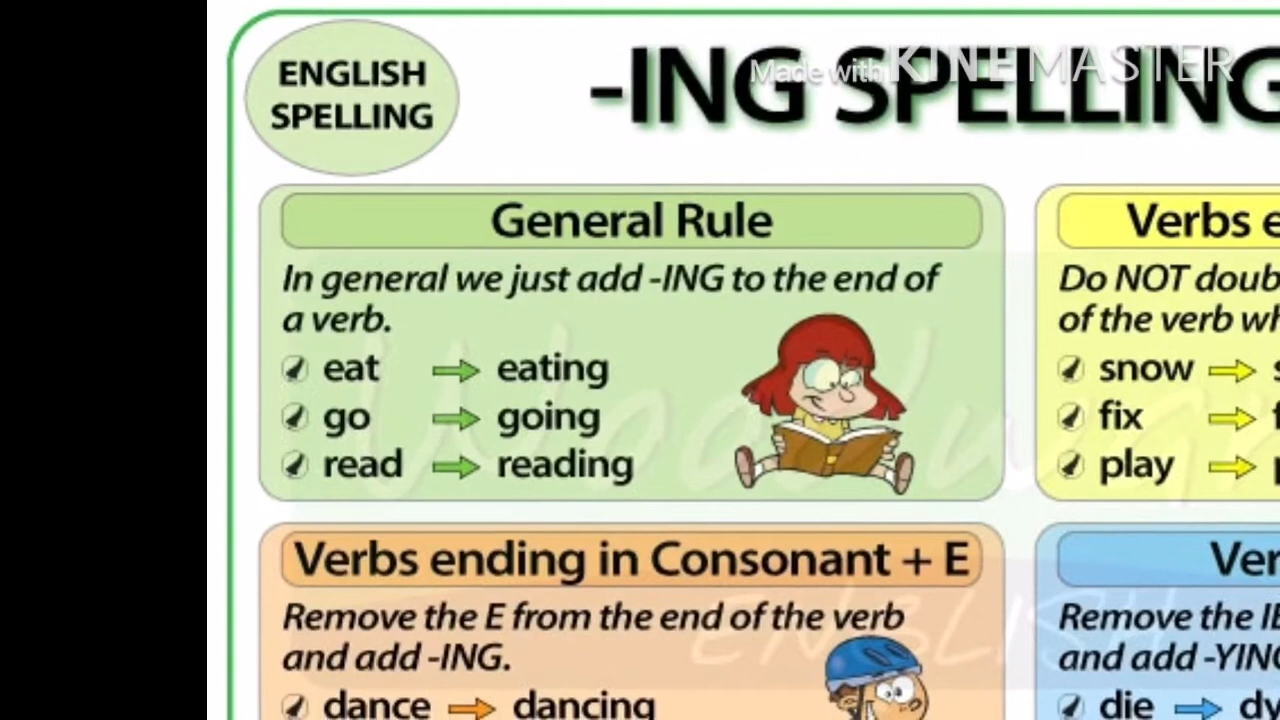 ENGLISH
SPELLING
-ING SPELLING
Made with KINEMASTER
General Rule
In general we just add -ING to the end of
a verb.
eat eating
go going
read reading
Verbs e
Do NOT doub
of the verb wh
snow s
fix f
play p
Verbs ending in Consonant + E
Remove the E from the end of the verb
and add -ING.
dance dancing
Ver
Remove the IE
and add -YING
die dy
ENGLISH